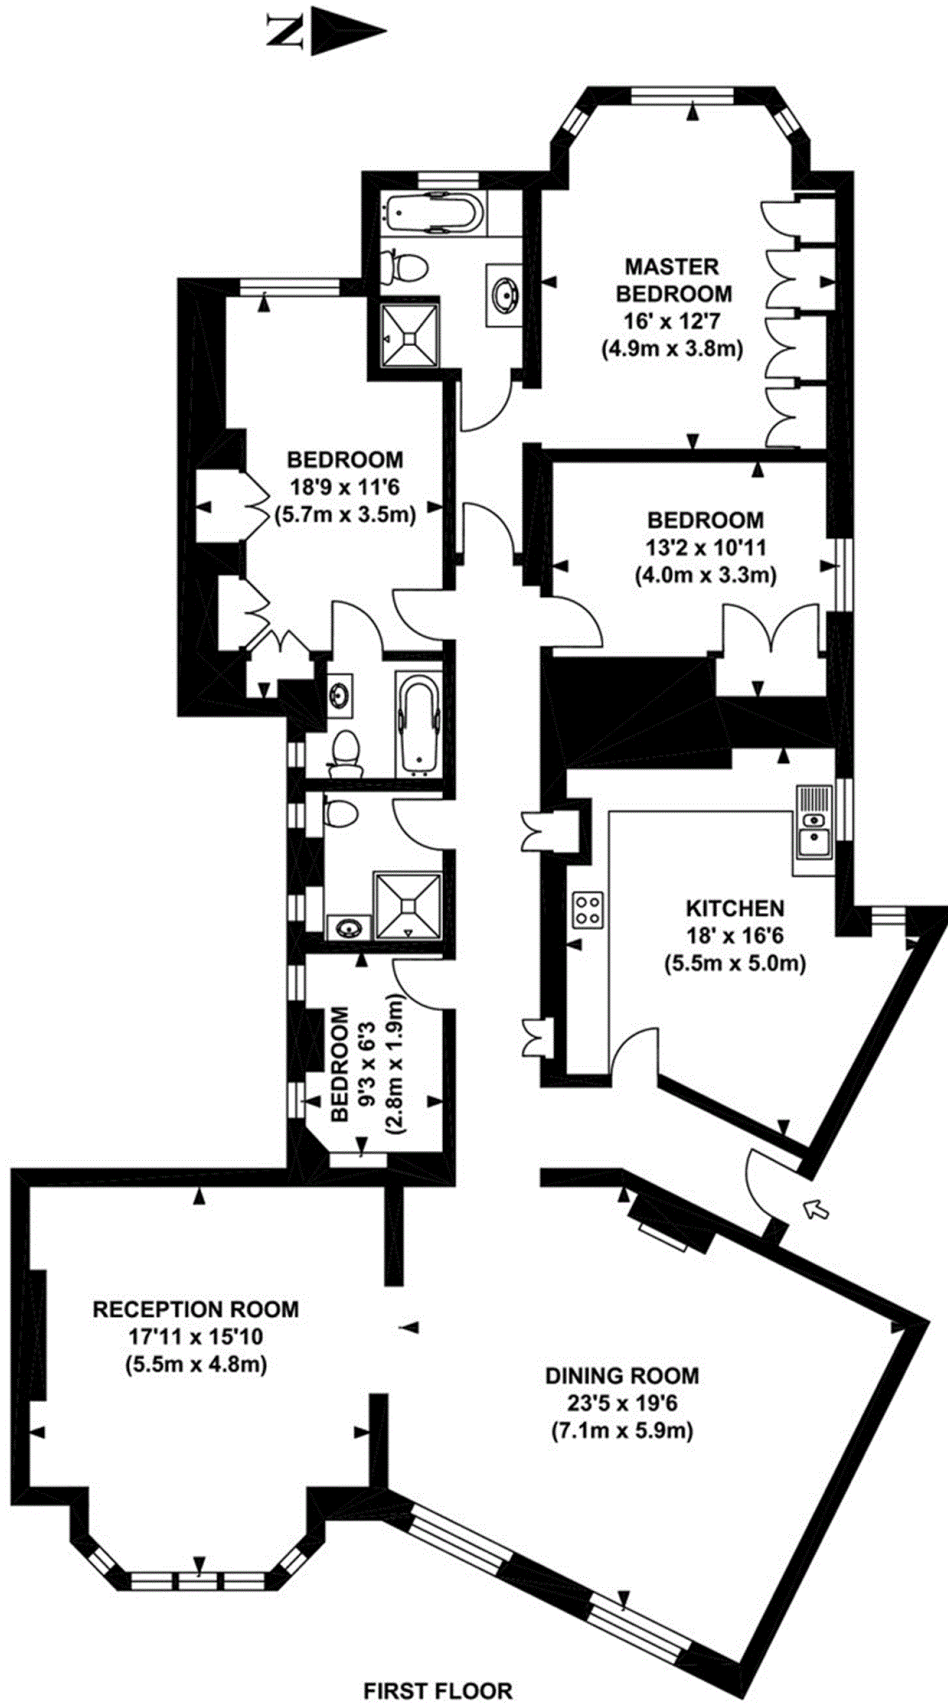 N
MASTER
BEDROOM
16' x 12'7
(4.9m x 3.8m)
BEDROOM
18'9 x 11'6
(5.7m x 3.5m)
BEDROOM
13'2 x 10'11
(4.0m x 3.3m)
KITCHEN
18' x 16'6
(5.5m x 5.0m)
BEDROOM
9'3 x 6'3
(2.8m x 1.9m)
RECEPTION ROOM
17'11 x 15'10
(5.5m x 4.8m)
DINING ROOM
23'5 x 19'6
(7.1m x 5.9m)
FIRST FLOOR